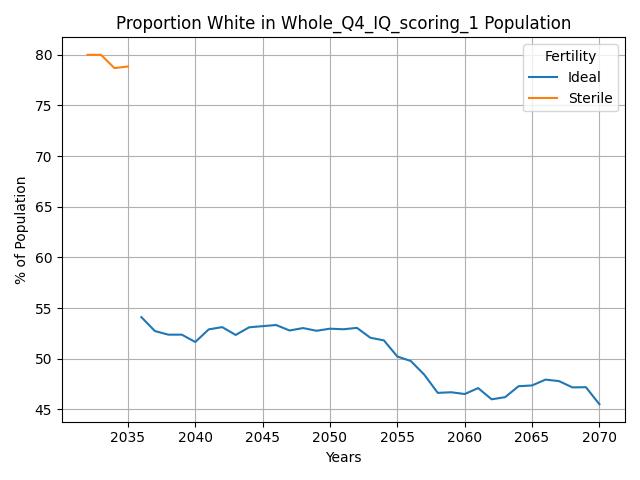 Proportion White in Whole_Q4_IQ_scoring_1 Population
Fertility
Ideal
Sterile
80
75
70
65
60
55
50
45
% of Population
2035 2040 2045 2050 2055 2060 2065 2070
Years